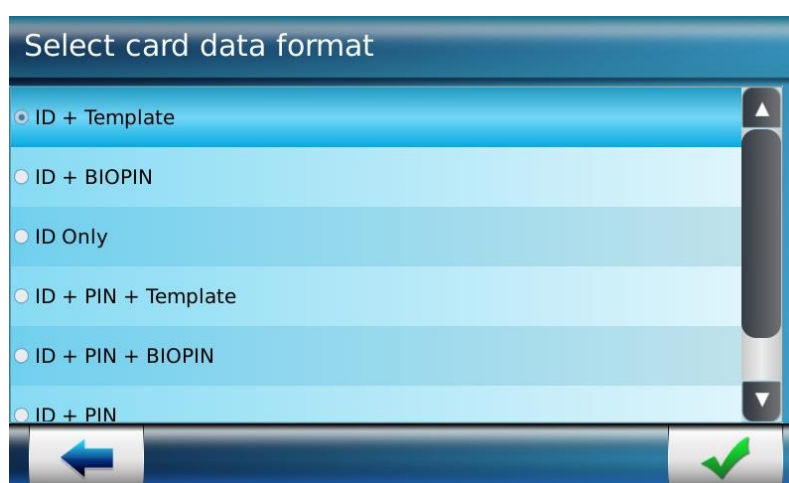 Select card data format
ID + Template
ID + BIOPIN
ID Only
ID + PIN + Template
ID + PIN + BIOPIN
ID + PIN